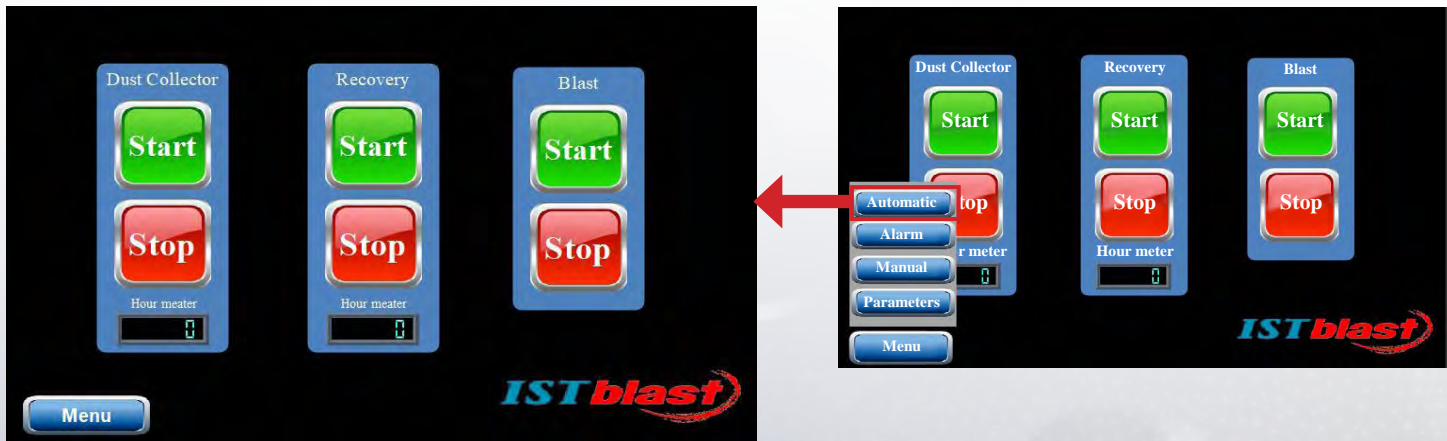 Dust Collector
Start
Stop
Hour meater
0
Recovery
Start
Stop
Hour meater
0
Blast
Start
Stop
Menu
ISTblast
Dust Collector
Start
top
r meter
0
Recovery
Start
Stop
Hour meter
0
Blast
Start
Stop
Automatic
Alarm
Manual
Parameters
Menu
ISTblast